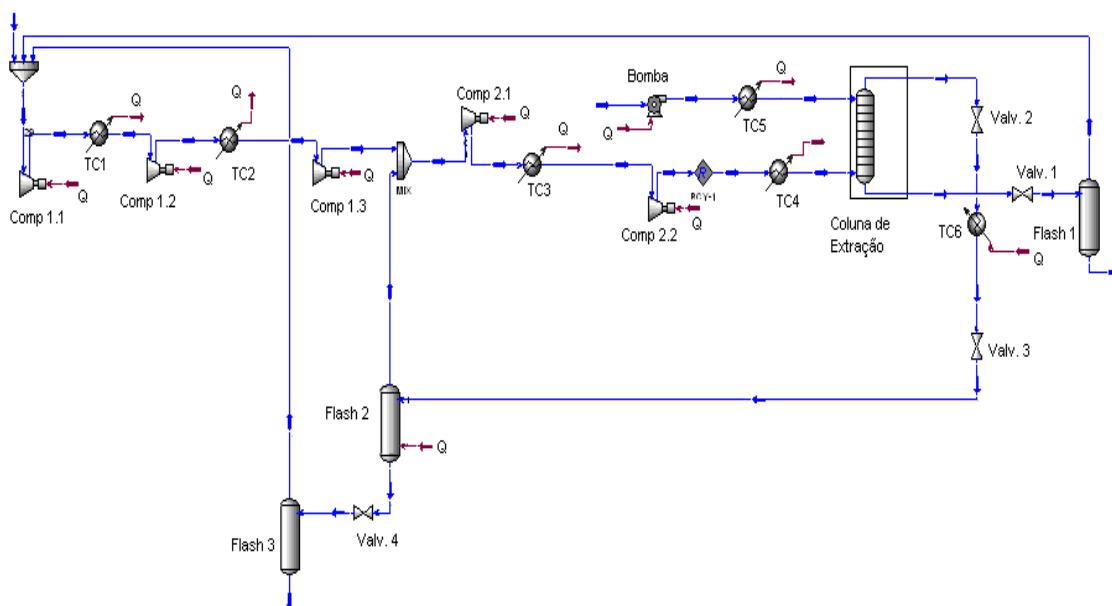 Q
Q
Q
Q
Comp 2.1
Bomba
Q
Q
TC1
TC2
TC5
Valv. 2
Q
Q
Q
TC3
Q
Valv. 1
Comp 1.1
Comp 1.2
Comp 1.3
MIX
R
RCY-1
TC4
Q
Comp 2.2
Coluna de
Extração
TC6
Q
Flash 1
Valv. 3
Flash 2
Q
Flash 3
Valv. 4